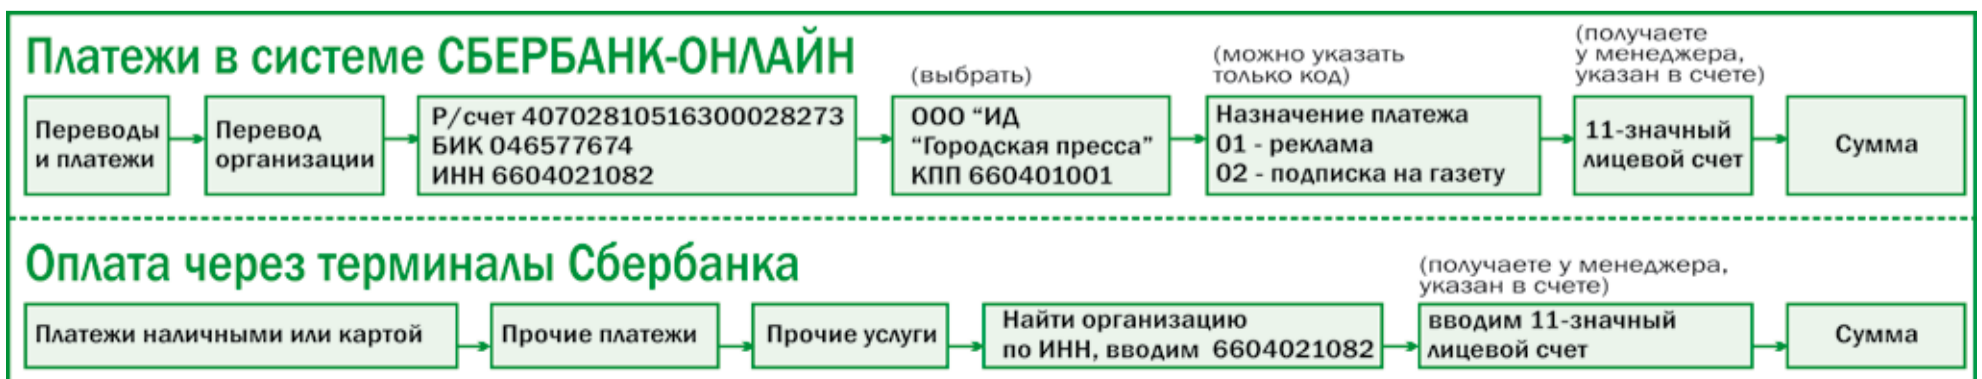 Платежи в системе СБЕРБАНК-ОНЛАЙН
Переводы
и платежи
Перевод
организации
Р/счет 40702810516300028273
БИК 046577674
ИНН 6604021082
(выбрать)
ООО “ИД
“Городская пресса”
КПП 660401001
(можно указать
только код)
Назначение платежа
01 - реклама
02 - подписка на газету
(получаете
у менеджера,
указан в счете)
11-значный
лицевой счет
Сумма
Оплата через терминалы Сбербанка
Платежи наличными или картой
Прочие платежи
Прочие услуги
Найти организацию
по ИНН, вводим 6604021082
(получаете у менеджера,
указан в счете)
вводим 11-значный
лицевой счет
Сумма